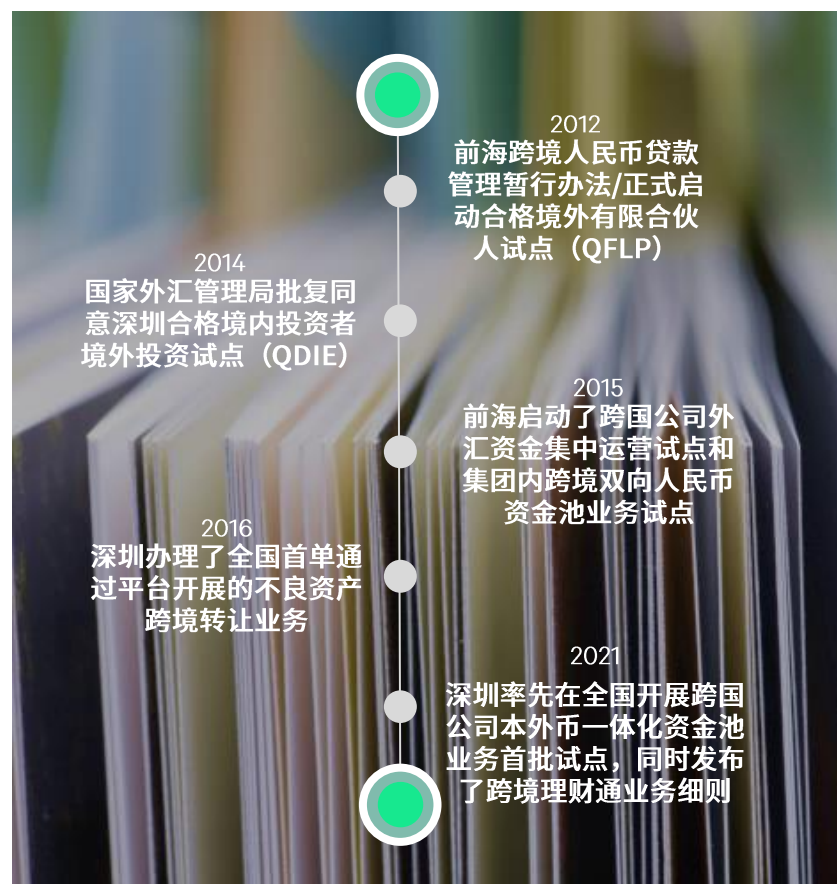 2012
前海跨境人民币贷款
管理暂行办法/正式启
动合格境外有限合伙
人试点（QFLP）
2014
国家外汇管理局批复同
意深圳合格境内投资者
境外投资试点（QDIE）
2015
前海启动了跨国公司外
汇资金集中运营试点和
集团内跨境双向人民币
资金池业务试点
2016
深圳办理了全国首单通
过平台开展的不良资产
跨境转让业务
2021
深圳率先在全国开展跨国
公司本外币一体化资金池
业务首批试点，同时发布
了跨境理财通业务细则